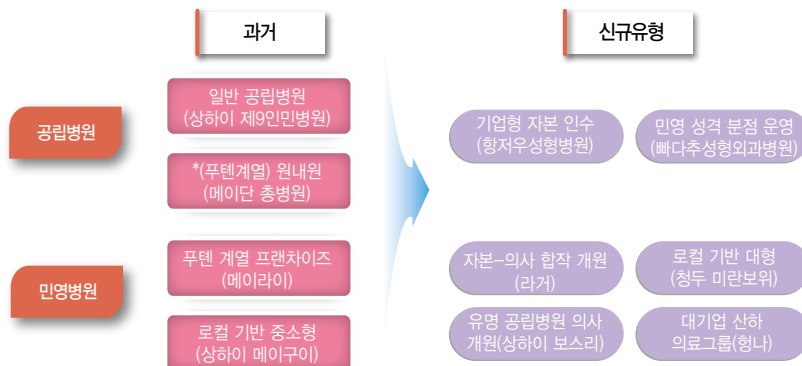 과거
신규유형
공립병원
일반 공립병원
(상하이 제9인민병원)
*(푸텐계열) 원내원
(메이단 총병원)
기업형 자본 인수
(항저우성형병원)
민영 성격 분점 운영
(빠다추성형외과병원)
민영병원
푸텐 계열 프랜차이즈
(메이라이)
로컬 기반 중소형
(상하이 메이구이)
자본-의사 합작 개원
(라거)
로컬 기반 대형
(청두 미란보위)
유명 공립병원 의사
개원(상하이 보스리)
대기업 산하
의료그룹(헝나)